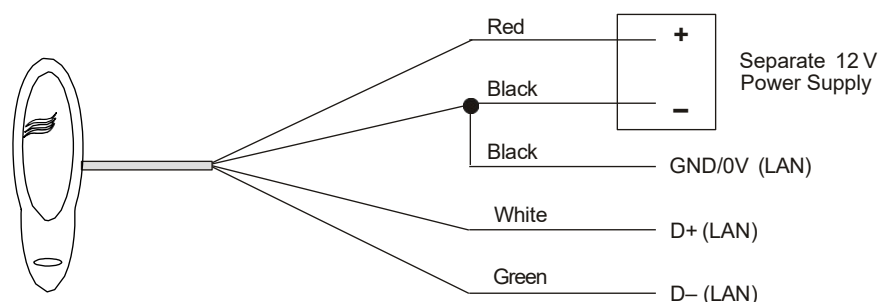 Red
+
Separate 12 V
Power Supply
Black
–
Black
GND/0V (LAN)
White
D+ (LAN)
Green
D– (LAN)